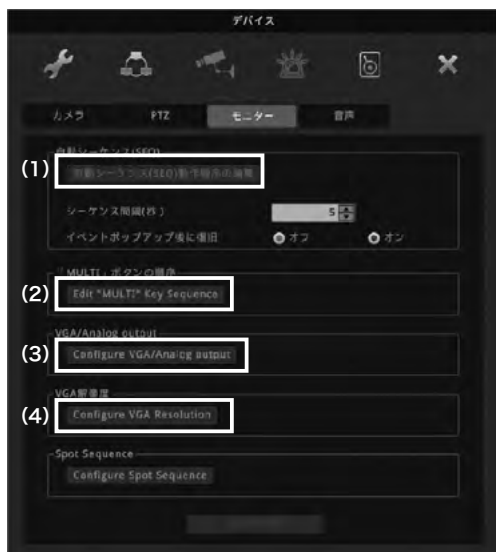 デバイス
カメラ PTZ モニター 音声
自動シーケンス(SEQ)
(1) 自動シーケンス(SEQ)動作順序の編集
シーケンス間隔(秒) 5
イベントポップアップ後に復旧 オフ オン
「MULTI」ボタンの順序
(2) Edit "MULTI" Key Sequence
VGA/Analog output
(3) Configure VGA/Analog output
VGA解像度
(4) Configure VGA Resolution
Spot Sequence
Configure Spot Sequence